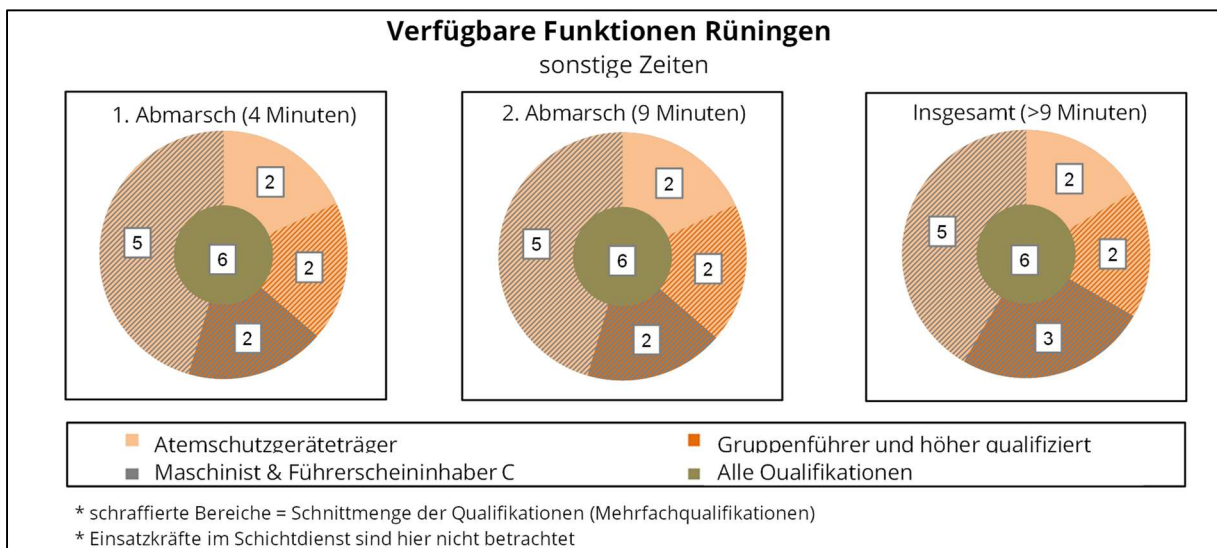 Verfügbare Funktionen Rüningen
sonstige Zeiten
1. Abmarsch (4 Minuten)
2
5
6
2
2
2. Abmarsch (9 Minuten)
2
5
6
2
2
Insgesamt (>9 Minuten)
2
5
6
2
3
Atemschutzgeräteträger
Gruppenführer und höher qualifiziert
Maschinist & Führerscheininhaber C
Alle Qualifikationen
* schraffierte Bereiche = Schnittmenge der Qualifikationen (Mehrfachqualifikationen)
* Einsatzkräfte im Schichtdienst sind hier nicht betrachtet